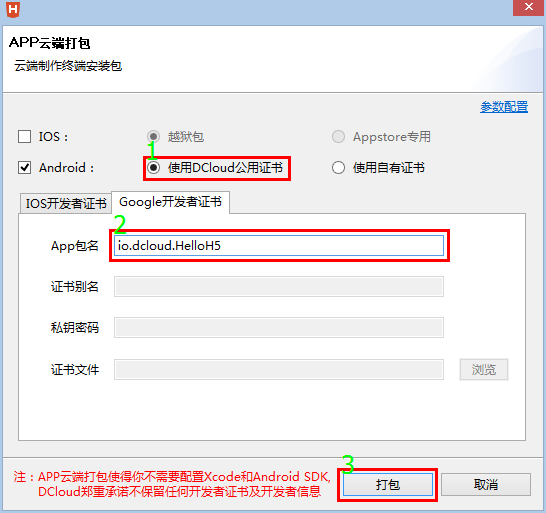 H
APP云端打包
云端制作终端安装包
参数配置
IOS： 越狱包 Appstore专用
1
Android： 使用DCloud公用证书 使用自有证书
IOS开发者证书 Google开发者证书
2
App包名 io.dcloud.HelloH5
证书别名
私钥密码
证书文件 浏览
3
注：APP云端打包使得你不需要配置Xcode和Android SDK,
DCloud郑重承诺不保留任何开发者证书及开发者信息
打包 取消